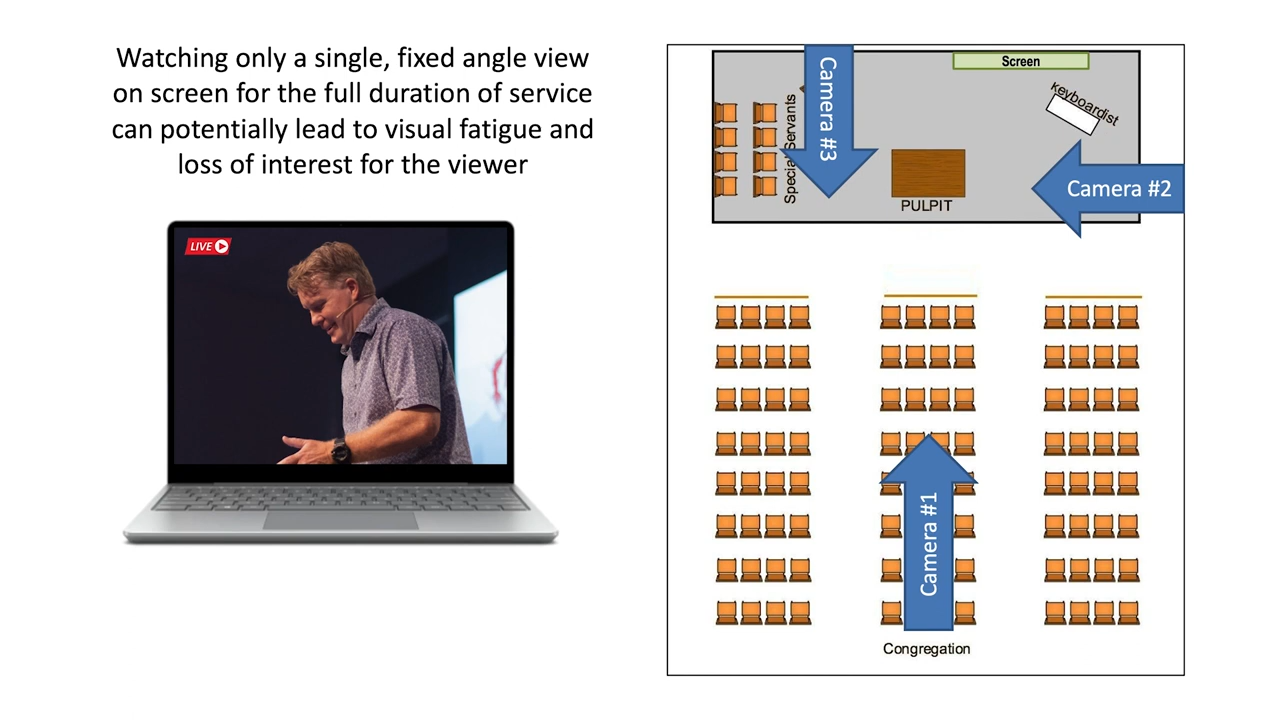 Watching only a single, fixed angle view
on screen for the full duration of service
can potentially lead to visual fatigue and
loss of interest for the viewer
LIVE
Screen
Camera #3
keyboardist
Servants
Camera #2
PULPIT
Camera #1
Congregation